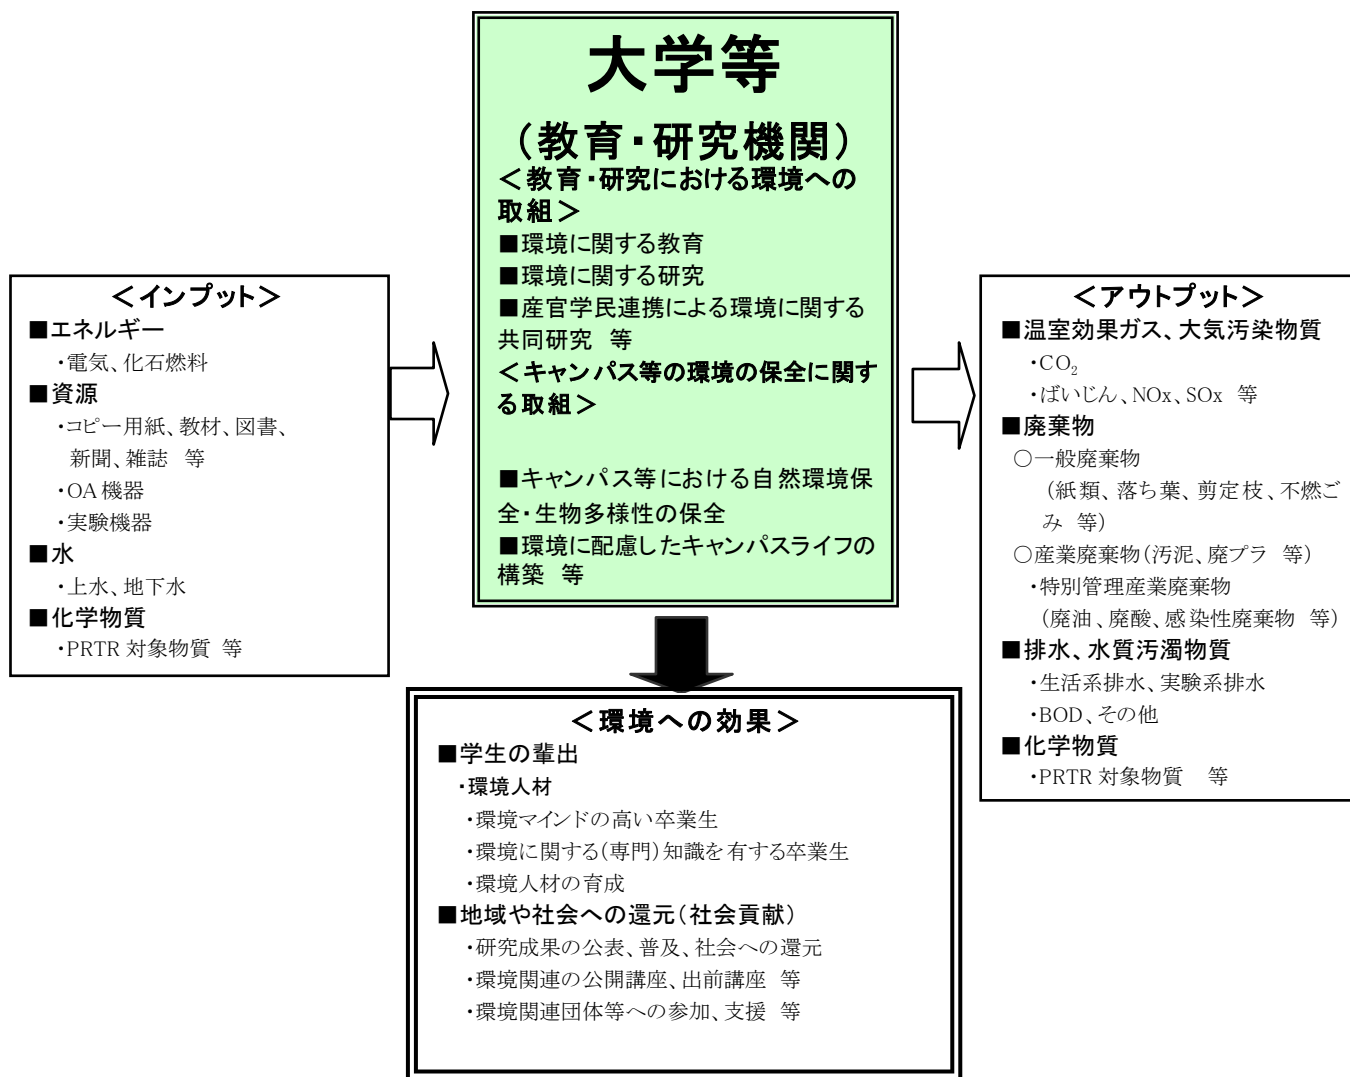 大学等
（教育・研究機関）
＜教育・研究における環境への
取組＞
■環境に関する教育
■環境に関する研究
■産官学民連携による環境に関する
共同研究 等
＜キャンパス等の環境の保全に関す
る取組＞
■キャンパス等における自然環境保
全・生物多様性の保全
■環境に配慮したキャンパスライフの
構築 等
＜インプット＞
■エネルギー
・電気、化石燃料
■資源
・コピー用紙、教材、図書、
新聞、雑誌 等
・OA 機器
・実験機器
■水
・上水、地下水
■化学物質
・PRTR 対象物質 等
＜アウトプット＞
■温室効果ガス、大気汚染物質
・CO₂
・ばいじん、NOx、SOx 等
■廃棄物
○一般廃棄物
（紙類、落ち葉、剪定枝、不燃ご
み 等）
○産業廃棄物（汚泥、廃プラ 等）
・特別管理産業廃棄物
（廃油、廃酸、感染性廃棄物 等）
■排水、水質汚濁物質
・生活系排水、実験系排水
・BOD、その他
■化学物質
・PRTR 対象物質 等
＜環境への効果＞
■学生の輩出
・環境人材
・環境マインドの高い卒業生
・環境に関する（専門）知識を有する卒業生
・環境人材の育成
■地域や社会への還元（社会貢献）
・研究成果の公表、普及、社会への還元
・環境関連の公開講座、出前講座 等
・環境関連団体等への参加、支援 等